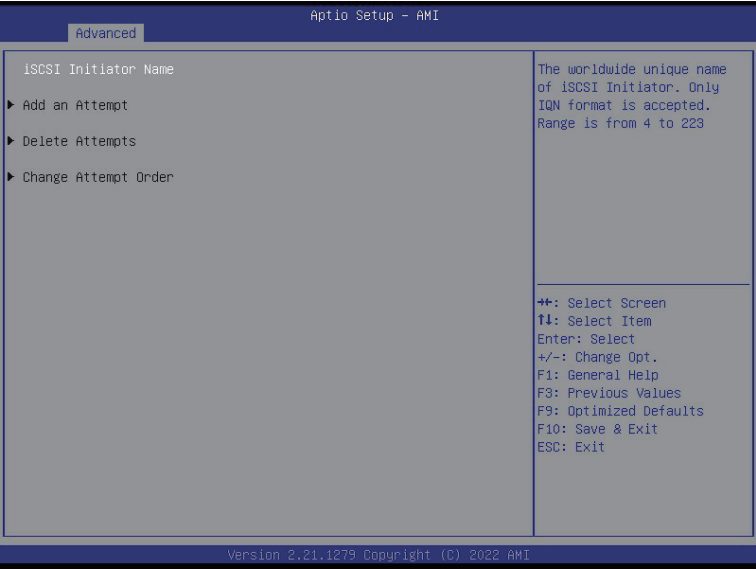 Aptio Setup – AMI
Advanced
iSCSI Initiator Name
Add an Attempt
Delete Attempts
Change Attempt Order
The worldwide unique name
of iSCSI Initiator. Only
IQN format is accepted.
Range is from 4 to 223
→←: Select Screen
↑↓: Select Item
Enter: Select
+/-: Change Opt.
F1: General Help
F3: Previous Values
F9: Optimized Defaults
F10: Save & Exit
ESC: Exit
Version 2.21.1279 Copyright (C) 2022 AMI